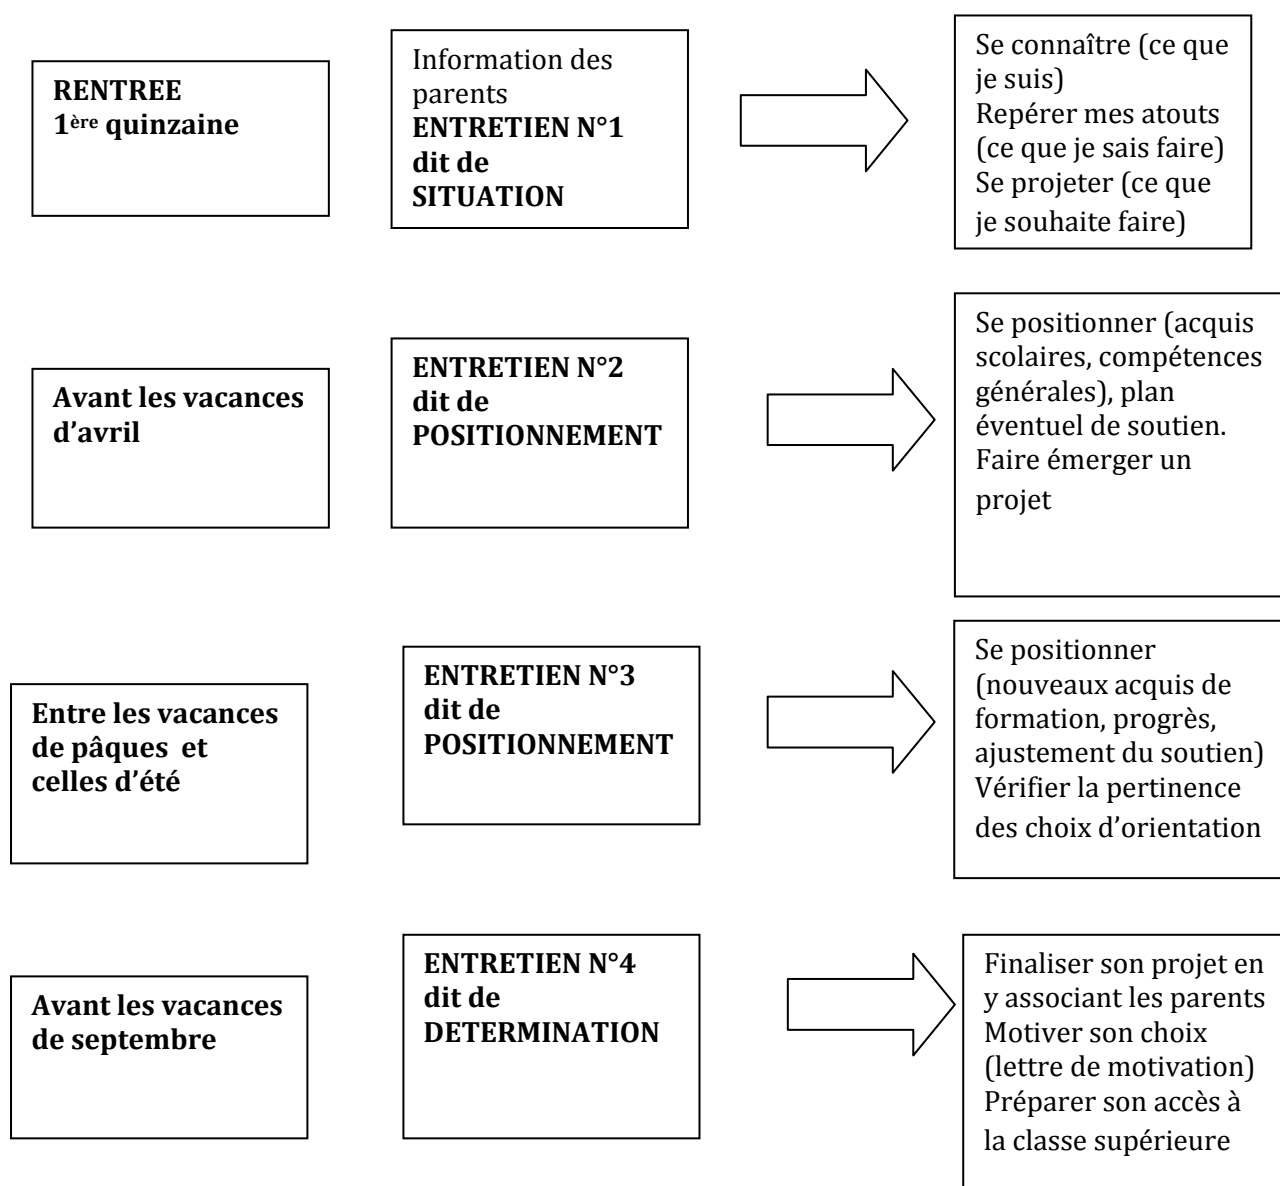 RENTREE
1ère quinzaine
Information des
parents
ENTRETIEN N°1
dit de
SITUATION
Se connaître (ce que
je suis)
Repérer mes atouts
(ce que je sais faire)
Se projeter (ce que
je souhaite faire)
Avant les vacances
d’avril
ENTRETIEN N°2
dit de
POSITIONNEMENT
Se positionner (acquis
scolaires, compétences
générales), plan
éventuel de soutien.
Faire émerger un
projet
Entre les vacances
de pâques et
celles d’été
ENTRETIEN N°3
dit de
POSITIONNEMENT
Se positionner
(nouveaux acquis de
formation, progrès,
ajustement du soutien)
Vérifier la pertinence
des choix d’orientation
Avant les vacances
de septembre
ENTRETIEN N°4
dit de
DETERMINATION
Finaliser son projet en
y associant les parents
Motiver son choix
(lettre de motivation)
Préparer son accès à
la classe supérieure